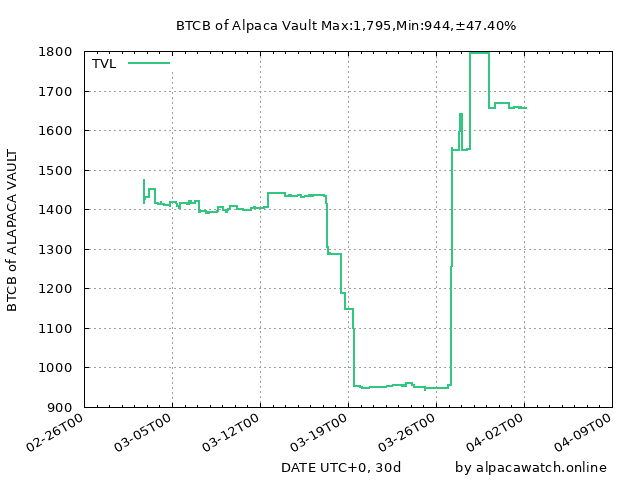 BTCB of Alpaca Vault Max:1,795,Min:944,±47.40%
TVL
1800
1700
1600
1500
1400
1300
1200
1100
1000
900
BTCB of ALAPACA VAULT
02-26T00
03-05T00
03-12T00
03-19T00
03-26T00
04-02T00
04-09T00
DATE UTC+0, 30d
by alpacawatch.online